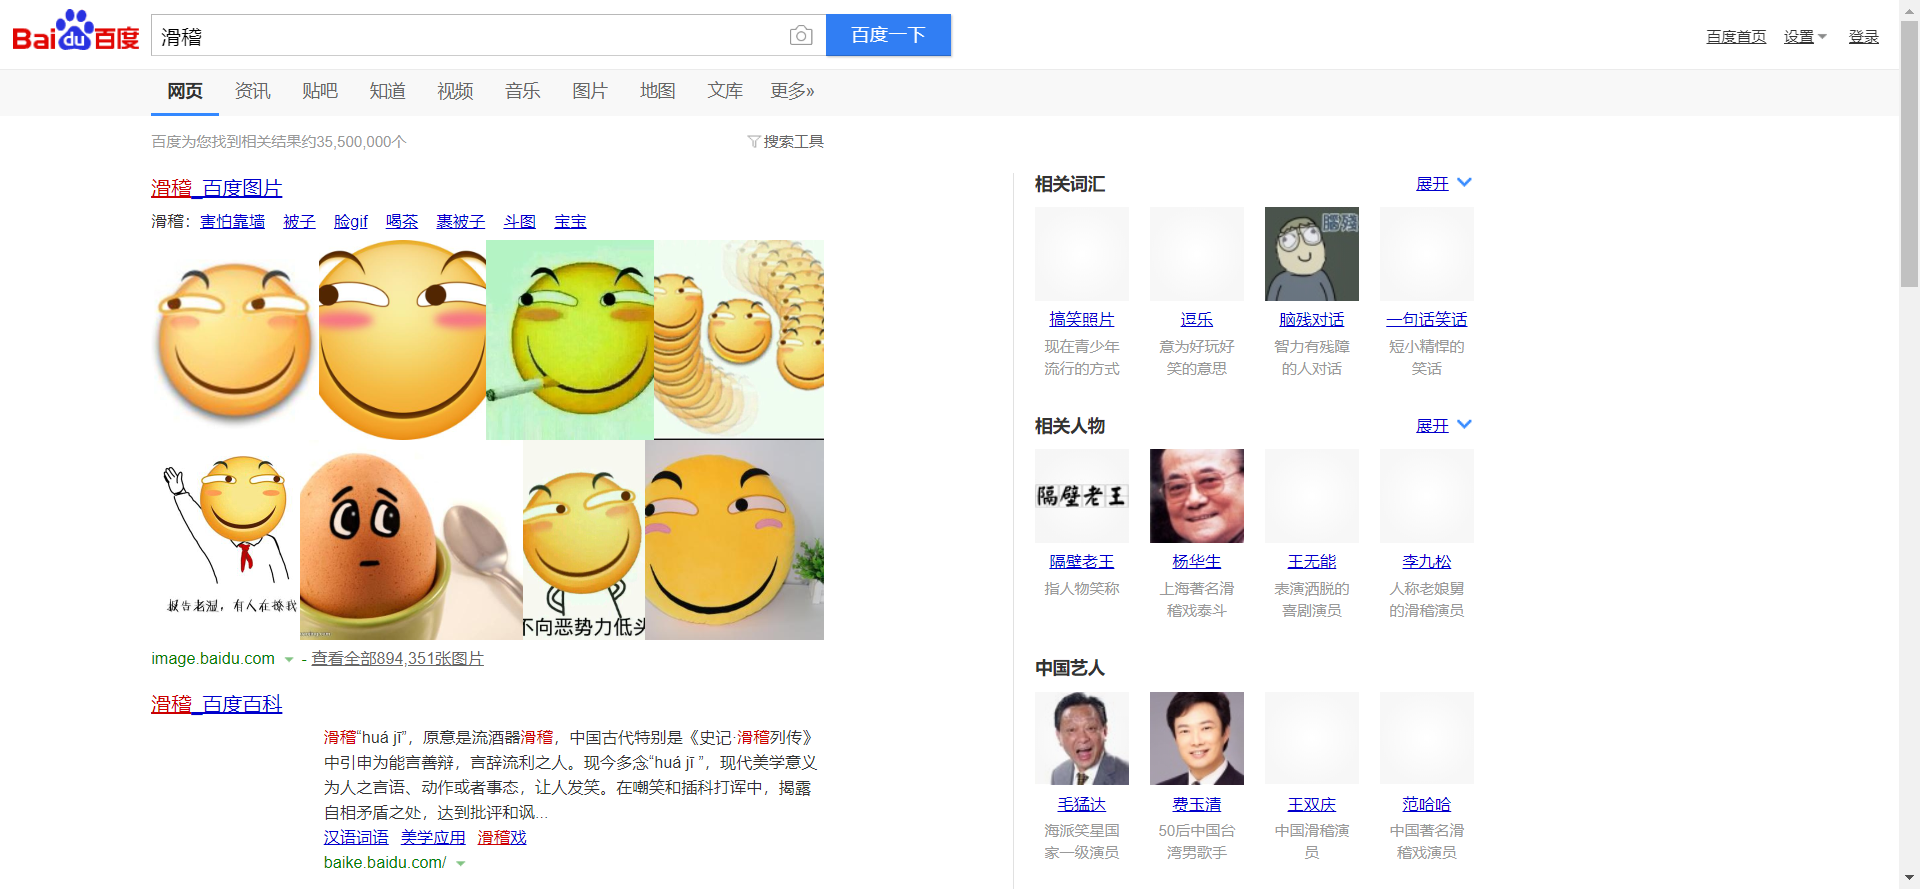 Bai du 百度
滑稽
百度一下
百度首页 设置 登录
网页 资讯 贴吧 知道 视频 音乐 图片 地图 文库 更多»
百度为您找到相关结果约35,500,000个
搜索工具
滑稽_百度图片
滑稽： 害怕靠墙 被子 脸gif 喝茶 裹被子 斗图 宝宝
报告老湿，有人在撩我
不向恶势力低头
image.baidu.com - 查看全部894,351张图片
滑稽_百度百科
滑稽“huá jī”，原意是流酒器滑稽，中国古代特别是《史记·滑稽列传》
中引申为能言善辩，言辞流利之人。现今多念“huá jī ”，现代美学意义
为人之言语、动作或者事态，让人发笑。在嘲笑和插科打诨中，揭露
自相矛盾之处，达到批评和讽...
汉语词语 美学应用 滑稽戏
baike.baidu.com/
相关词汇 展开
腦殘
搞笑照片 逗乐 脑残对话 一句话笑话
现在青少年 意为好玩好 智力有残障 短小精悍的
流行的方式 笑的意思 的人对话 笑话
相关人物 展开
隔壁老王
隔壁老王 杨华生 王无能 李九松
指人物笑称 上海著名滑 表演洒脱的 人称老娘舅
稽戏泰斗 喜剧演员 的滑稽演员
中国艺人
毛猛达 费玉清 王双庆 范哈哈
海派笑星国 50后中国台 中国滑稽演 中国著名滑
家一级演员 湾男歌手 员 稽戏演员